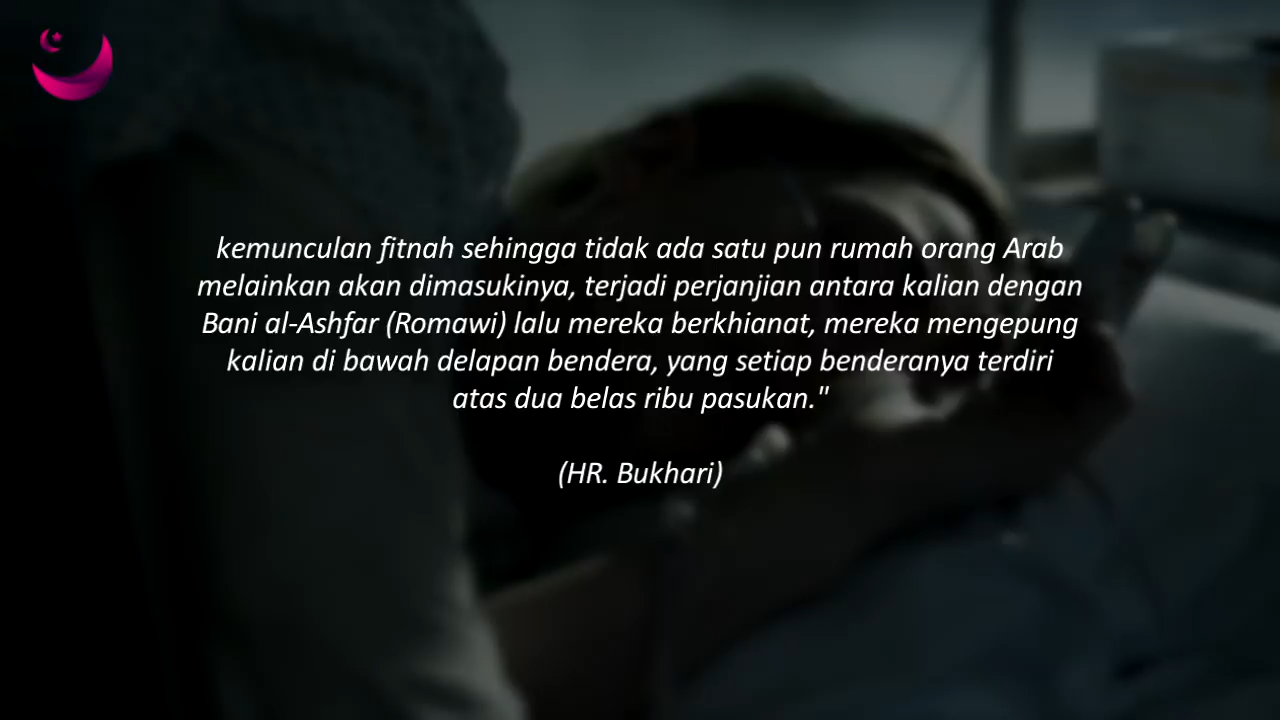 kemunculan fitnah sehingga tidak ada satu pun rumah orang Arab
melainkan akan dimasukinya, terjadi perjanjian antara kalian dengan
Bani al-Ashfar (Romawi) lalu mereka berkhianat, mereka mengepung
kalian di bawah delapan bendera, yang setiap benderanya terdiri
atas dua belas ribu pasukan."
(HR. Bukhari)